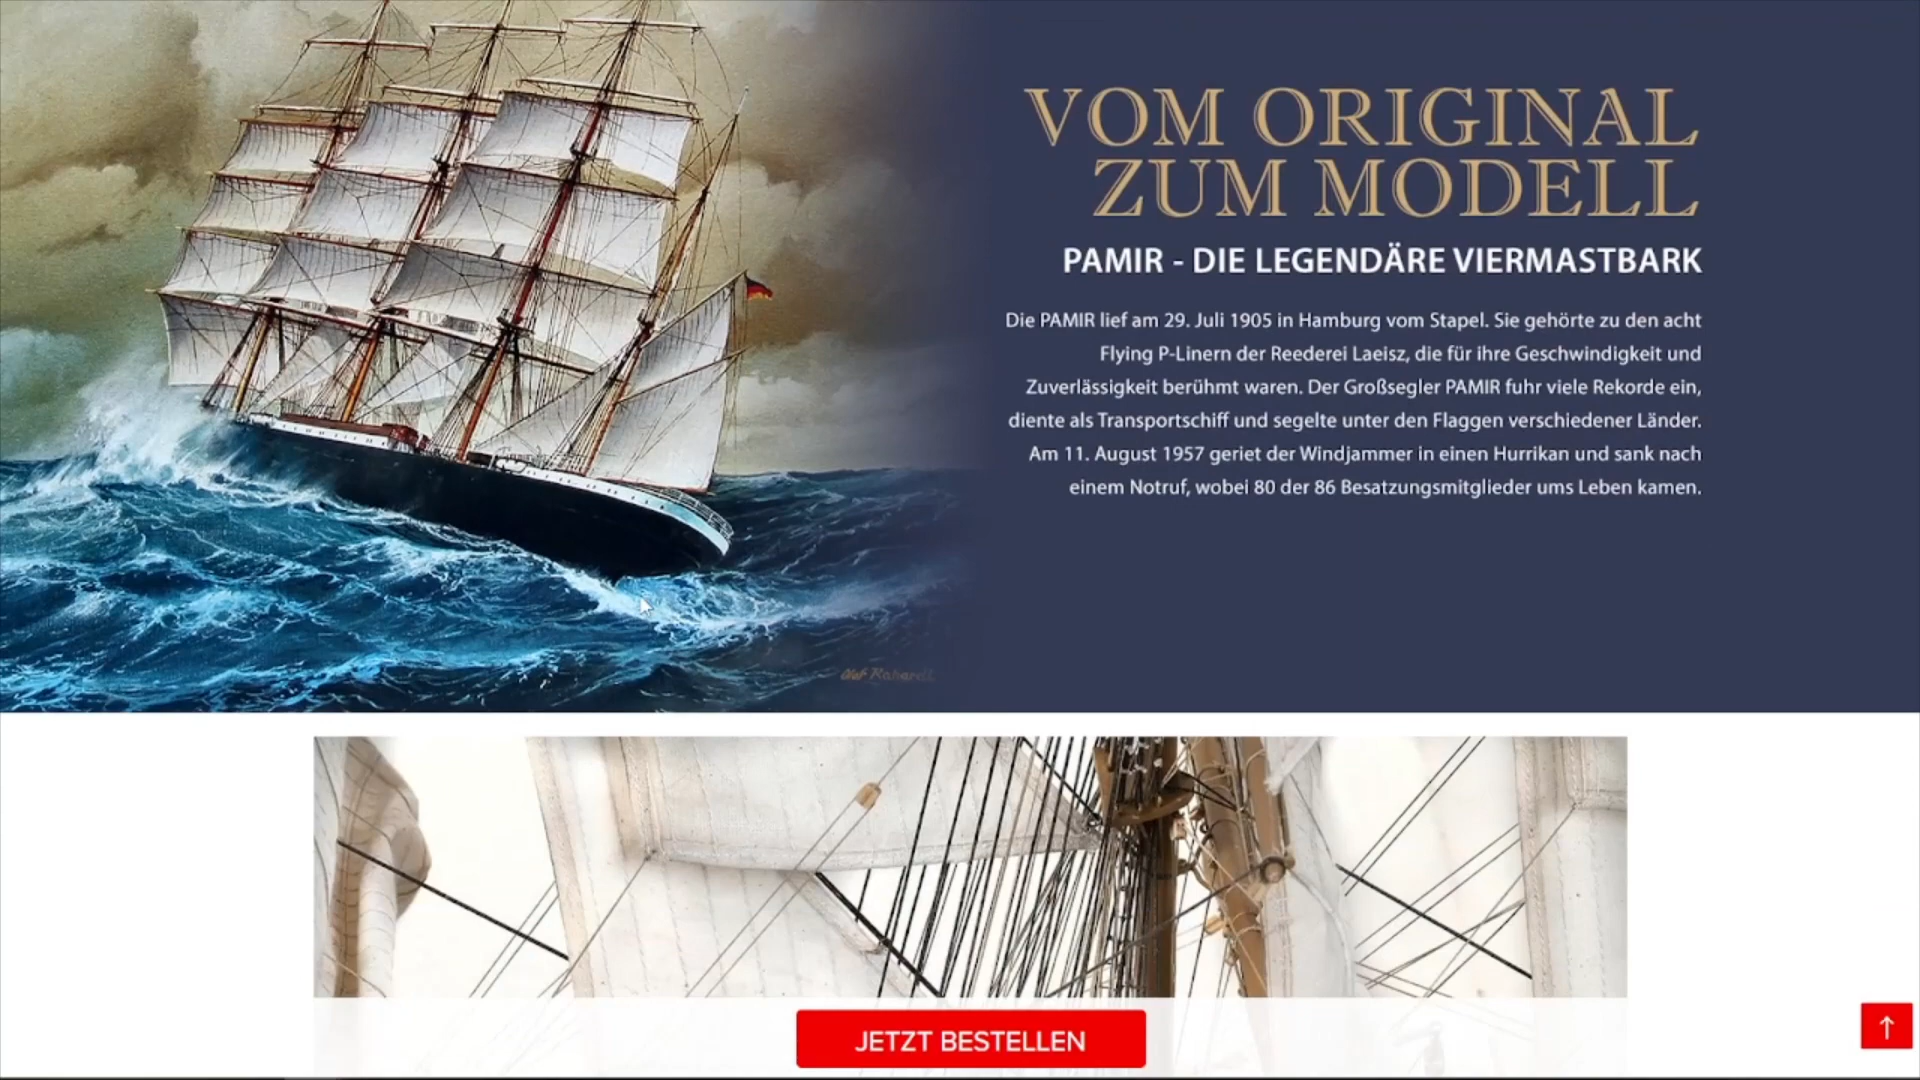 VOM ORIGINAL
ZUM MODELL
PAMIR - DIE LEGENDÄRE VIERMASTBARK
Die PAMIR lief am 29. Juli 1905 in Hamburg vom Stapel. Sie gehörte zu den acht
Flying P-Linern der Reederei Laeisz, die für ihre Geschwindigkeit und
Zuverlässigkeit berühmt waren. Der Großsegler PAMIR fuhr viele Rekorde ein,
diente als Transportschiff und segelte unter den Flaggen verschiedener Länder.
Am 11. August 1957 geriet der Windjammer in einen Hurrikan und sank nach
einem Notruf, wobei 80 der 86 Besatzungsmitglieder ums Leben kamen.
JETZT BESTELLEN